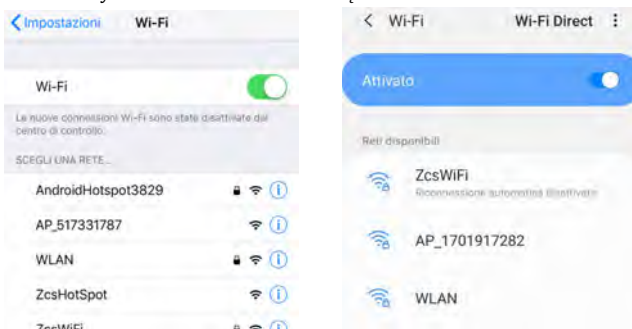 Impostazioni Wi-Fi
Wi-Fi
Le nuove connessioni Wi-Fi sono state disattivate dal
centro di controllo.
SCEGLI UNA RETE...
AndroidHotspot3829
AP_517331787
WLAN
ZcsHotSpot
ZcsWiFi
Wi-Fi Wi-Fi Direct
Attivato
Reti disponibili
ZcsWiFi
Riconnessione automatica disattivata
AP_1701917282
WLAN